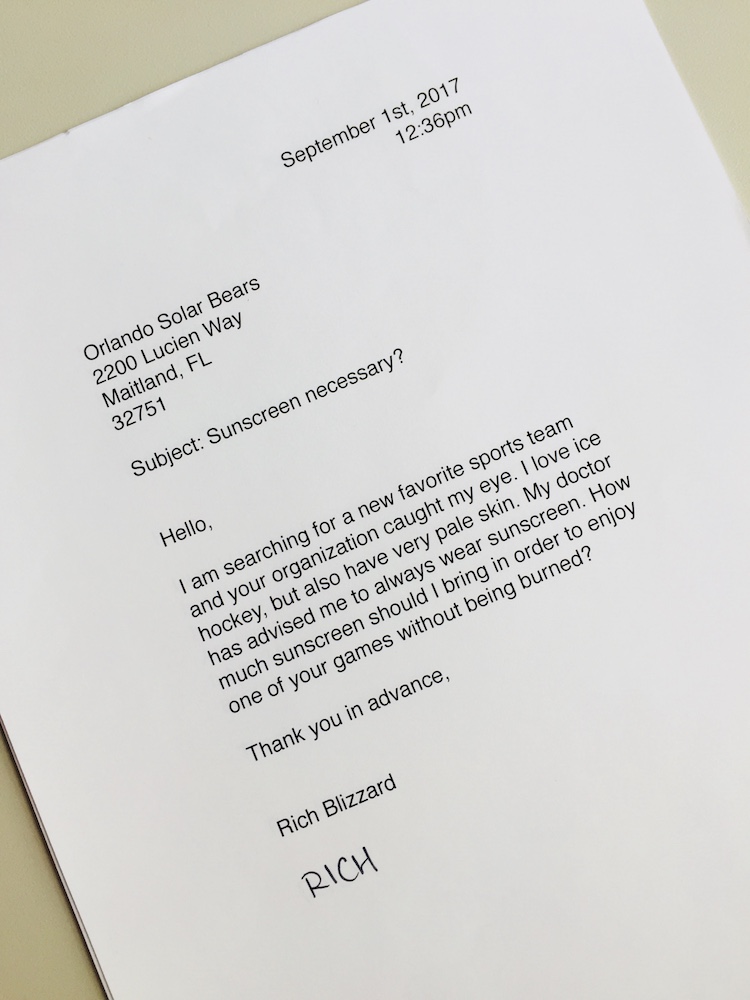 September 1st, 2017
12:36pm
Orlando Solar Bears
2200 Lucien Way
Maitland, FL
32751
Subject: Sunscreen necessary?
Hello,
I am searching for a new favorite sports team
and your organization caught my eye. I love ice
hockey, but also have very pale skin. My doctor
has advised me to always wear sunscreen. How
much sunscreen should I bring in order to enjoy
one of your games without being burned?
Thank you in advance,
Rich Blizzard
RICH